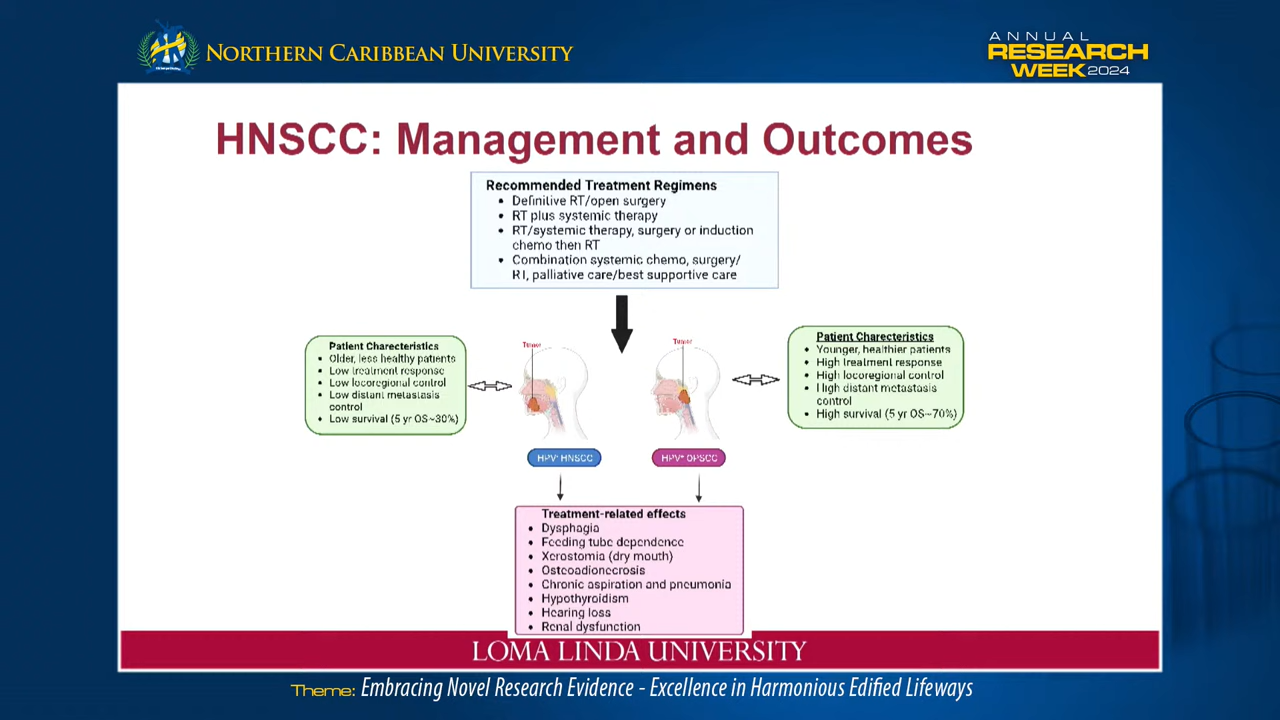 NORTHERN CARIBBEAN UNIVERSITY
ANNUAL
RESEARCH
WEEK 2024
HNSCC: Management and Outcomes
Recommended Treatment Regimens
• Definitive RT/open surgery
• RT plus systemic therapy
• RT/systemic therapy, surgery or induction
chemo then RT
• Combination systemic chemo, surgery/
RT, palliative care/best supportive care
Patient Charecteristics
• Older, less healthy patients
• Low treatment response
• Low locoregional control
• Low distant metastasis
control
• Low survival (5 yr OS~30%)
Tumor
Tumor
Patient Charecteristics
• Younger, healthier patients
• High treatment response
• High locoregional control
• High distant metastasis
control
• High survival (5 yr OS~70%)
HPV⁻ HNSCC
HPV⁺ OPSCC
Treatment-related effects
• Dysphagia
• Feeding tube dependence
• Xerostomia (dry mouth)
• Osteoadionecrosis
• Chronic aspiration and pneumonia
• Hypothyroidism
• Hearing loss
• Renal dysfunction
LOMA LINDA UNIVERSITY
Theme: Embracing Novel Research Evidence - Excellence in Harmonious Edified Lifeways